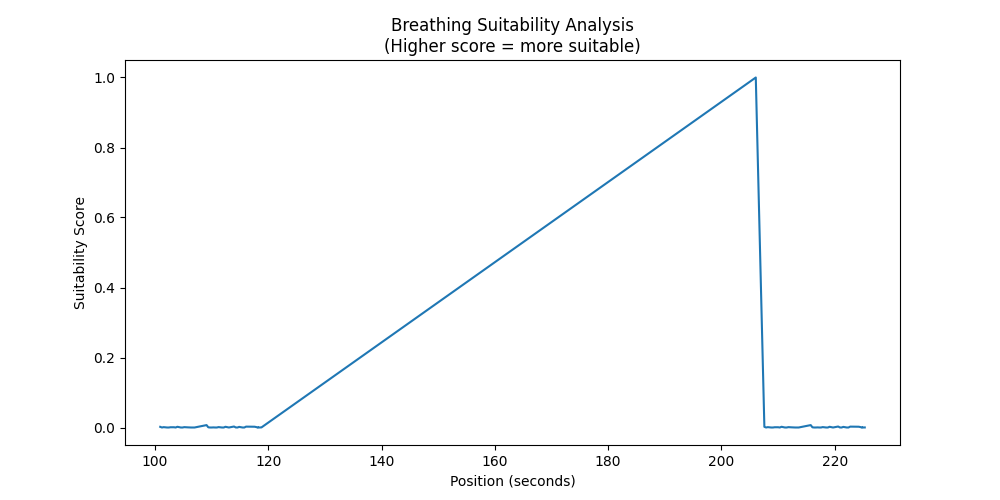 Breathing Suitability Analysis
(Higher score = more suitable)
1.0
0.8
0.6
0.4
0.2
0.0
Suitability Score
100 120 140 160 180 200 220
Position (seconds)